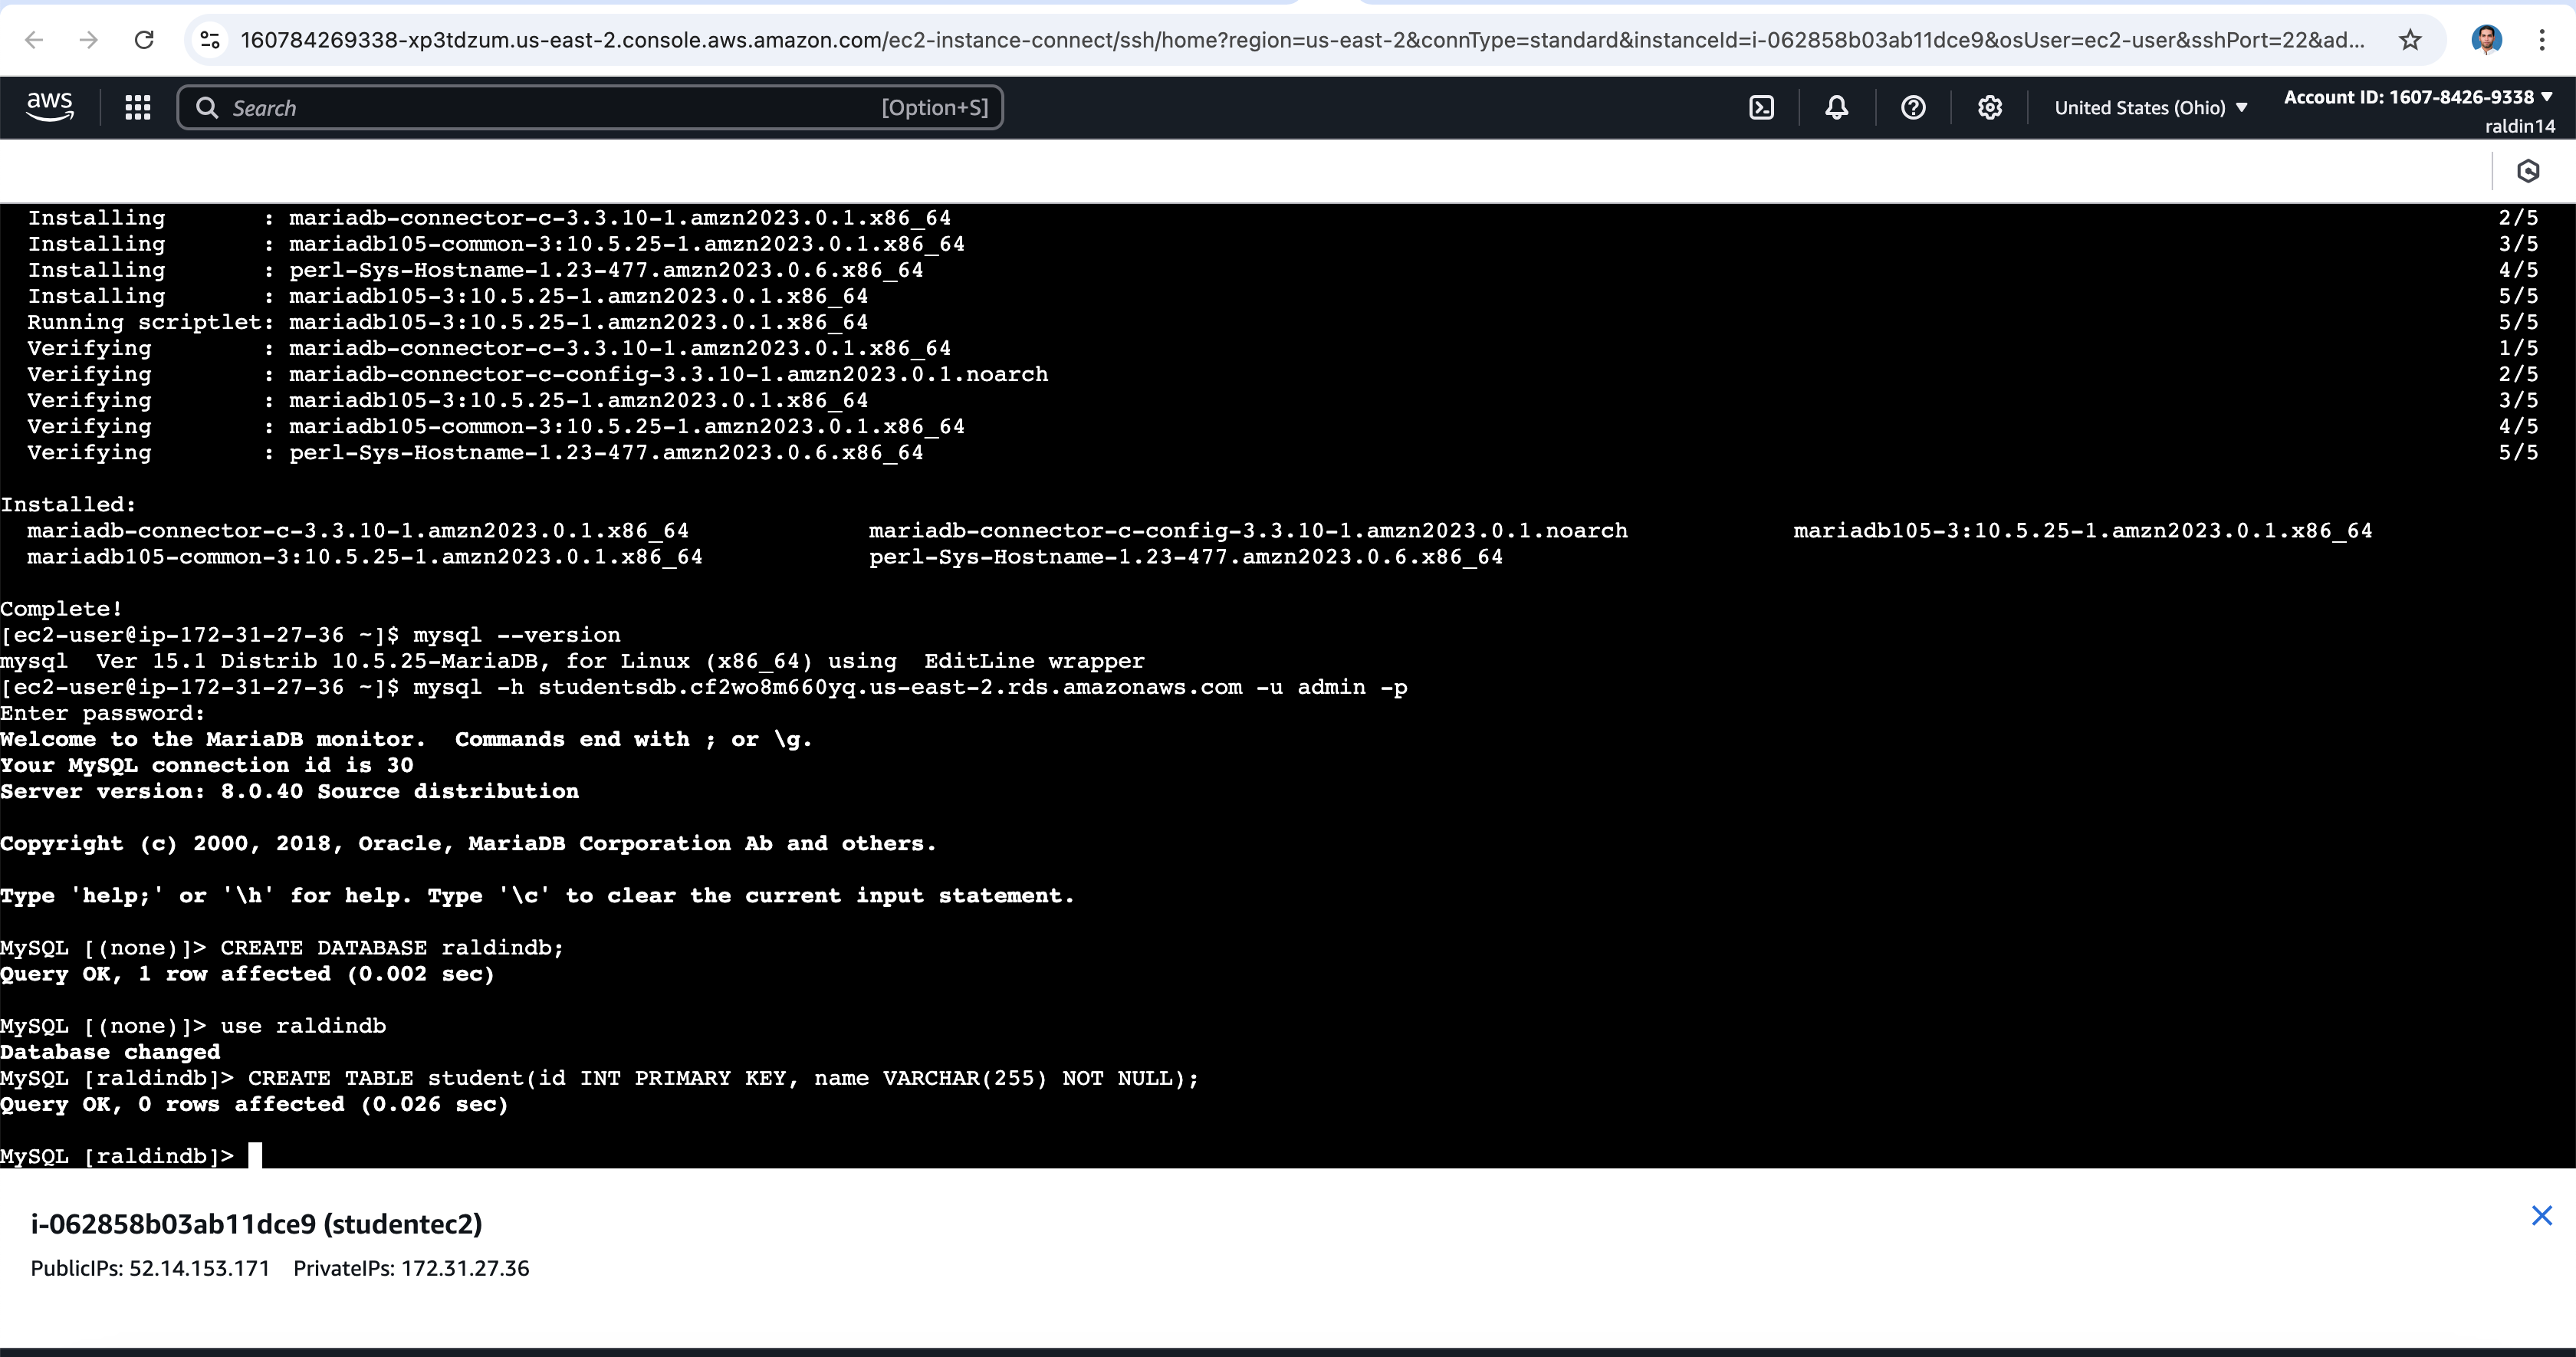 160784269338-xp3tdzum.us-east-2.console.aws.amazon.com/ec2-instance-connect/ssh/home?region=us-east-2&connType=standard&instanceId=i-062858b03ab11dce9&osUser=ec2-user&sshPort=22&ad...
aws Search [Option+S] United States (Ohio) Account ID: 1607-8426-9338
raldin14
Installing : mariadb-connector-c-3.3.10-1.amzn2023.0.1.x86_64 2/5
Installing : mariadb105-common-3:10.5.25-1.amzn2023.0.1.x86_64 3/5
Installing : perl-Sys-Hostname-1.23-477.amzn2023.0.6.x86_64 4/5
Installing : mariadb105-3:10.5.25-1.amzn2023.0.1.x86_64 5/5
Running scriptlet: mariadb105-3:10.5.25-1.amzn2023.0.1.x86_64 5/5
Verifying : mariadb-connector-c-3.3.10-1.amzn2023.0.1.x86_64 1/5
Verifying : mariadb-connector-c-config-3.3.10-1.amzn2023.0.1.noarch 2/5
Verifying : mariadb105-3:10.5.25-1.amzn2023.0.1.x86_64 3/5
Verifying : mariadb105-common-3:10.5.25-1.amzn2023.0.1.x86_64 4/5
Verifying : perl-Sys-Hostname-1.23-477.amzn2023.0.6.x86_64 5/5
Installed:
mariadb-connector-c-3.3.10-1.amzn2023.0.1.x86_64 mariadb-connector-c-config-3.3.10-1.amzn2023.0.1.noarch mariadb105-3:10.5.25-1.amzn2023.0.1.x86_64
mariadb105-common-3:10.5.25-1.amzn2023.0.1.x86_64 perl-Sys-Hostname-1.23-477.amzn2023.0.6.x86_64
Complete!
[ec2-user@ip-172-31-27-36 ~]$ mysql --version
mysql  Ver 15.1 Distrib 10.5.25-MariaDB, for Linux (x86_64) using  EditLine wrapper
[ec2-user@ip-172-31-27-36 ~]$ mysql -h studentsdb.cf2wo8m660yq.us-east-2.rds.amazonaws.com -u admin -p
Enter password:
Welcome to the MariaDB monitor.  Commands end with ; or \g.
Your MySQL connection id is 30
Server version: 8.0.40 Source distribution
Copyright (c) 2000, 2018, Oracle, MariaDB Corporation Ab and others.
Type 'help;' or '\h' for help. Type '\c' to clear the current input statement.
MySQL [(none)]> CREATE DATABASE raldindb;
Query OK, 1 row affected (0.002 sec)
MySQL [(none)]> use raldindb
Database changed
MySQL [raldindb]> CREATE TABLE student(id INT PRIMARY KEY, name VARCHAR(255) NOT NULL);
Query OK, 0 rows affected (0.026 sec)
MySQL [raldindb]>
i-062858b03ab11dce9 (studentec2)
PublicIPs: 52.14.153.171 PrivateIPs: 172.31.27.36